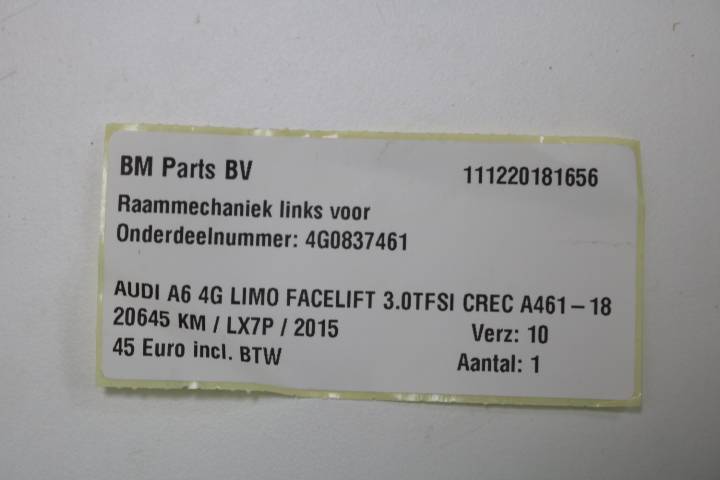 BM Parts BV 111220181656
Raammechaniek links voor
Onderdeelnummer: 4G0837461
AUDI A6 4G LIMO FACELIFT 3.0TFSI CREC A461-18
20645 KM / LX7P / 2015 Verz: 10
45 Euro incl. BTW Aantal: 1